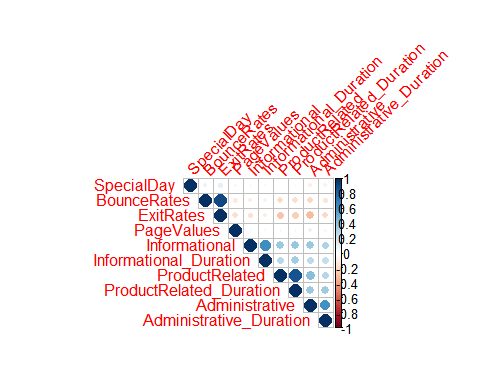 SpecialDay
BounceRates
ExitRates
PageValues
Informational
Informational_Duration
ProductRelated
ProductRelated_Duration
Administrative
Administrative_Duration
SpecialDay
BounceRates
ExitRates
PageValues
Informational
Informational_Duration
ProductRelated
ProductRelated_Duration
Administrative
Administrative_Duration
1
0.8
0.6
0.4
0.2
0
-0.2
-0.4
-0.6
-0.8
-1